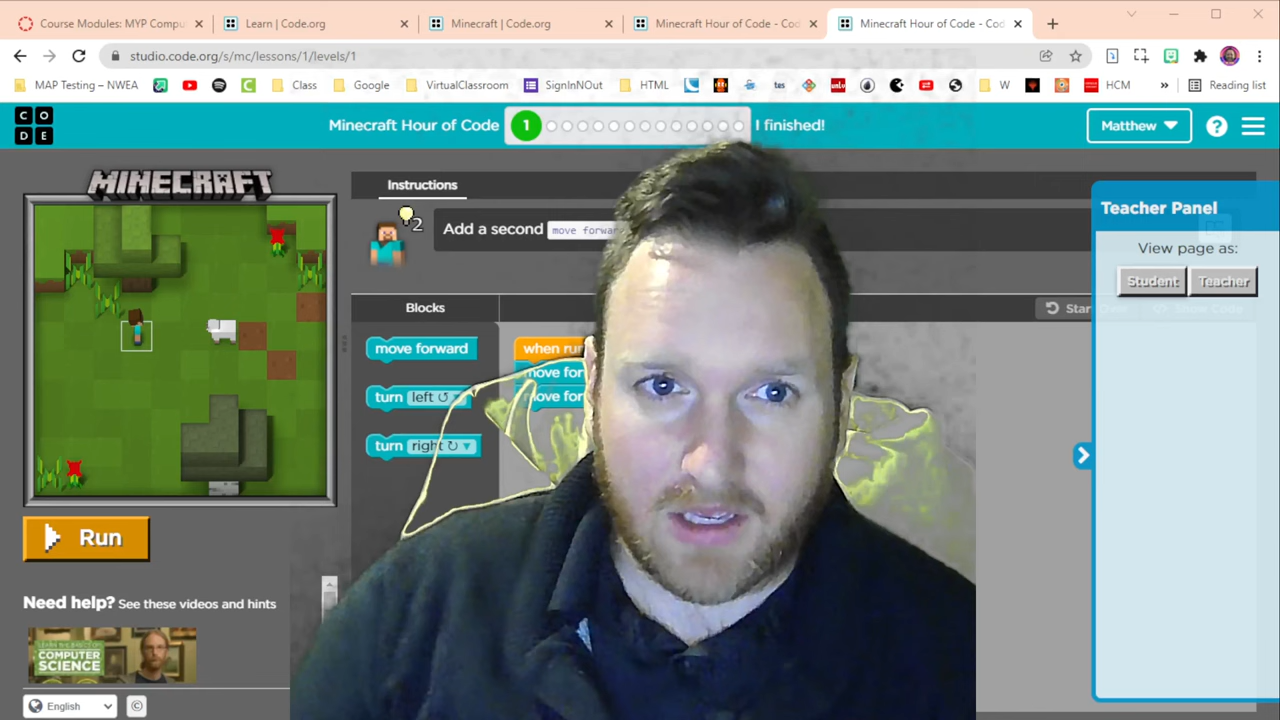 Course Modules: MYP Compu
Learn | Code.org
Minecraft | Code.org
Minecraft Hour of Code - Co
Minecraft Hour of Code - Coc
studio.code.org/s/mc/lessons/1/levels/1
MAP Testing – NWEA
Class
Google
VirtualClassroom
SignInNOut
HTML
tes
unlv
W
HCM
»
Reading list
CODE
Minecraft Hour of Code
1
I finished!
Matthew
?
MINECRAFT
Instructions
2
Add a second move forwar
Teacher Panel
View page as:
Student
Teacher
Blocks
Star
move forward
when run
move for
turn left
move for
turn right
Run
Need help? See these videos and hints
COMPUTER
SCIENCE
English
©